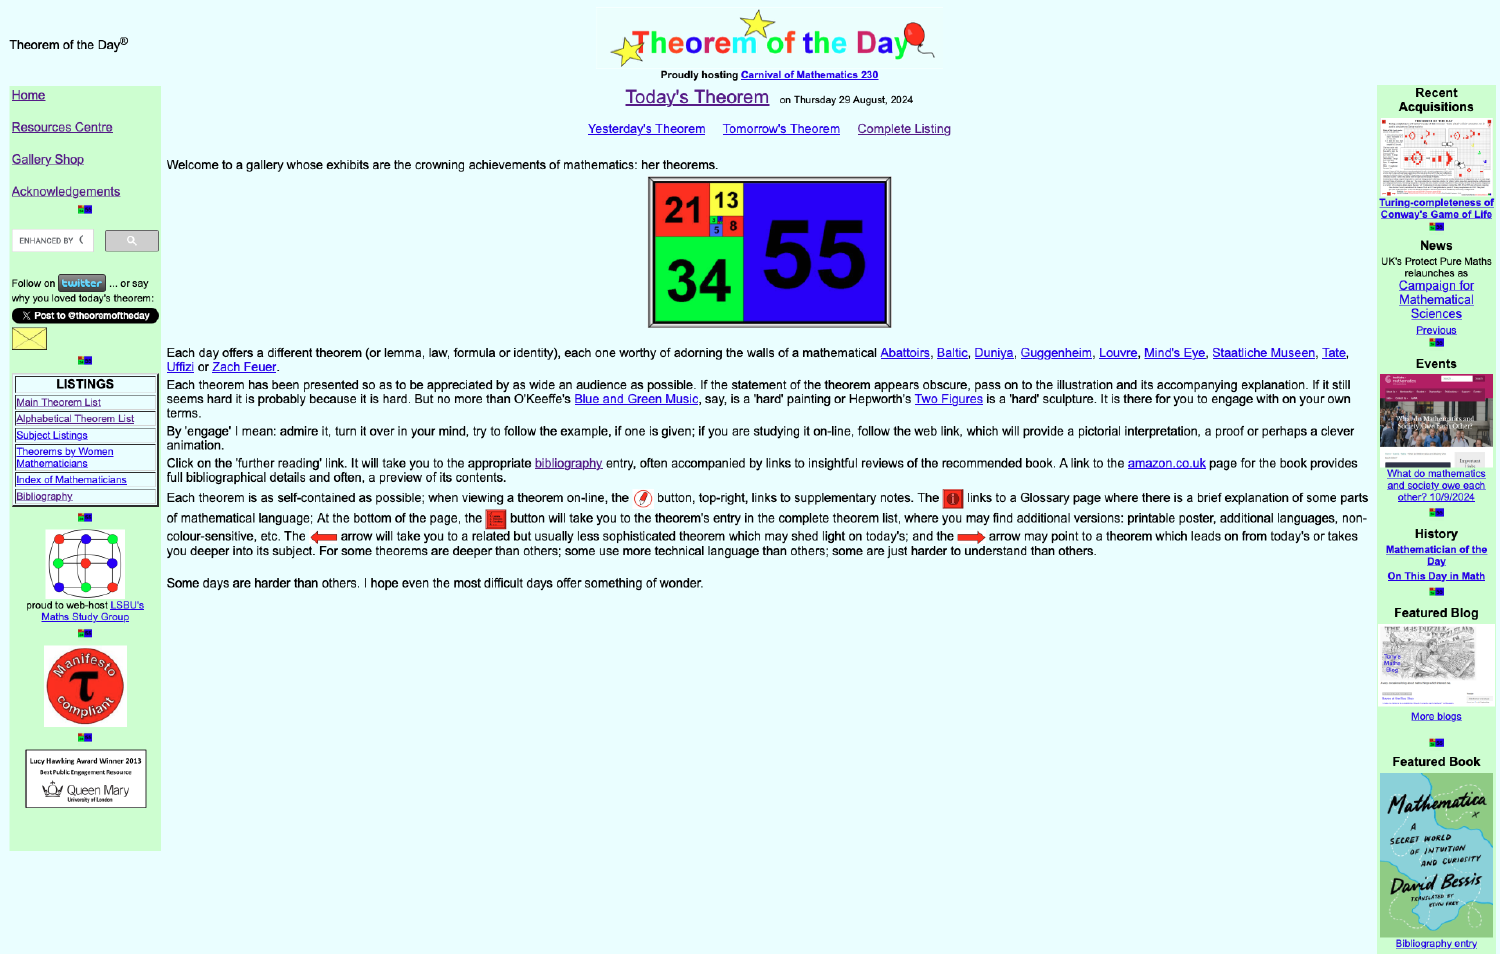 Theorem of the Day®
Theorem of the Day
Proudly hosting Carnival of Mathematics 230
Home
Resources Centre
Gallery Shop
Acknowledgements
ENHANCED BY
Follow on twitter ... or say
why you loved today's theorem:
X Post to @theoremoftheday
LISTINGS
Main Theorem List
Alphabetical Theorem List
Subject Listings
Theorems by Women
Mathematicians
Index of Mathematicians
Bibliography
proud to web-host LSBU's
Maths Study Group
Manifesto
τ
compliant
Lucy Hawking Award Winner 2013
Best Public Engagement Resource
Queen Mary
University of London
Today's Theorem on Thursday 29 August, 2024
Yesterday's Theorem Tomorrow's Theorem Complete Listing
Welcome to a gallery whose exhibits are the crowning achievements of mathematics: her theorems.
21 13
5 8
34 55
Each day offers a different theorem (or lemma, law, formula or identity), each one worthy of adorning the walls of a mathematical Abattoirs, Baltic, Duniya, Guggenheim, Louvre, Mind's Eye, Staatliche Museen, Tate,
Uffizi or Zach Feuer.
Each theorem has been presented so as to be appreciated by as wide an audience as possible. If the statement of the theorem appears obscure, pass on to the illustration and its accompanying explanation. If it still
seems hard it is probably because it is hard. But no more than O'Keeffe's Blue and Green Music, say, is a 'hard' painting or Hepworth's Two Figures is a 'hard' sculpture. It is there for you to engage with on your own
terms.
By 'engage' I mean: admire it, turn it over in your mind, try to follow the example, if one is given; if you are studying it on-line, follow the web link, which will provide a pictorial interpretation, a proof or perhaps a clever
animation.
Click on the 'further reading' link. It will take you to the appropriate bibliography entry, often accompanied by links to insightful reviews of the recommended book. A link to the amazon.co.uk page for the book provides
full bibliographical details and often, a preview of its contents.
Each theorem is as self-contained as possible; when viewing a theorem on-line, the button, top-right, links to supplementary notes. The links to a Glossary page where there is a brief explanation of some parts
of mathematical language; At the bottom of the page, the button will take you to the theorem's entry in the complete theorem list, where you may find additional versions: printable poster, additional languages, non-
colour-sensitive, etc. The arrow will take you to a related but usually less sophisticated theorem which may shed light on today's; and the arrow may point to a theorem which leads on from today's or takes
you deeper into its subject. For some theorems are deeper than others; some use more technical language than others; some are just harder to understand than others.
Some days are harder than others. I hope even the most difficult days offer something of wonder.
Recent
Acquisitions
Turing-completeness of
Conway's Game of Life
News
UK's Protect Pure Maths
relaunches as
Campaign for
Mathematical
Sciences
Previous
Events
Why do Mathematics and
Society Owe Each Other?
What do mathematics
and society owe each
other? 10/9/2024
History
Mathematician of the
Day
On This Day in Math
Featured Blog
Tony's
Maths
Blog
More blogs
Featured Book
Mathematica
A
SECRET WORLD
OF INTUITION
AND CURIOSITY
David Bessis
TRANSLATED BY
KEVIN FREY
Bibliography entry